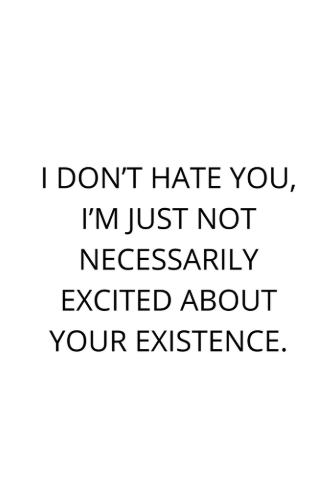 I DON’T HATE YOU,
I’M JUST NOT
NECESSARILY
EXCITED ABOUT
YOUR EXISTENCE.